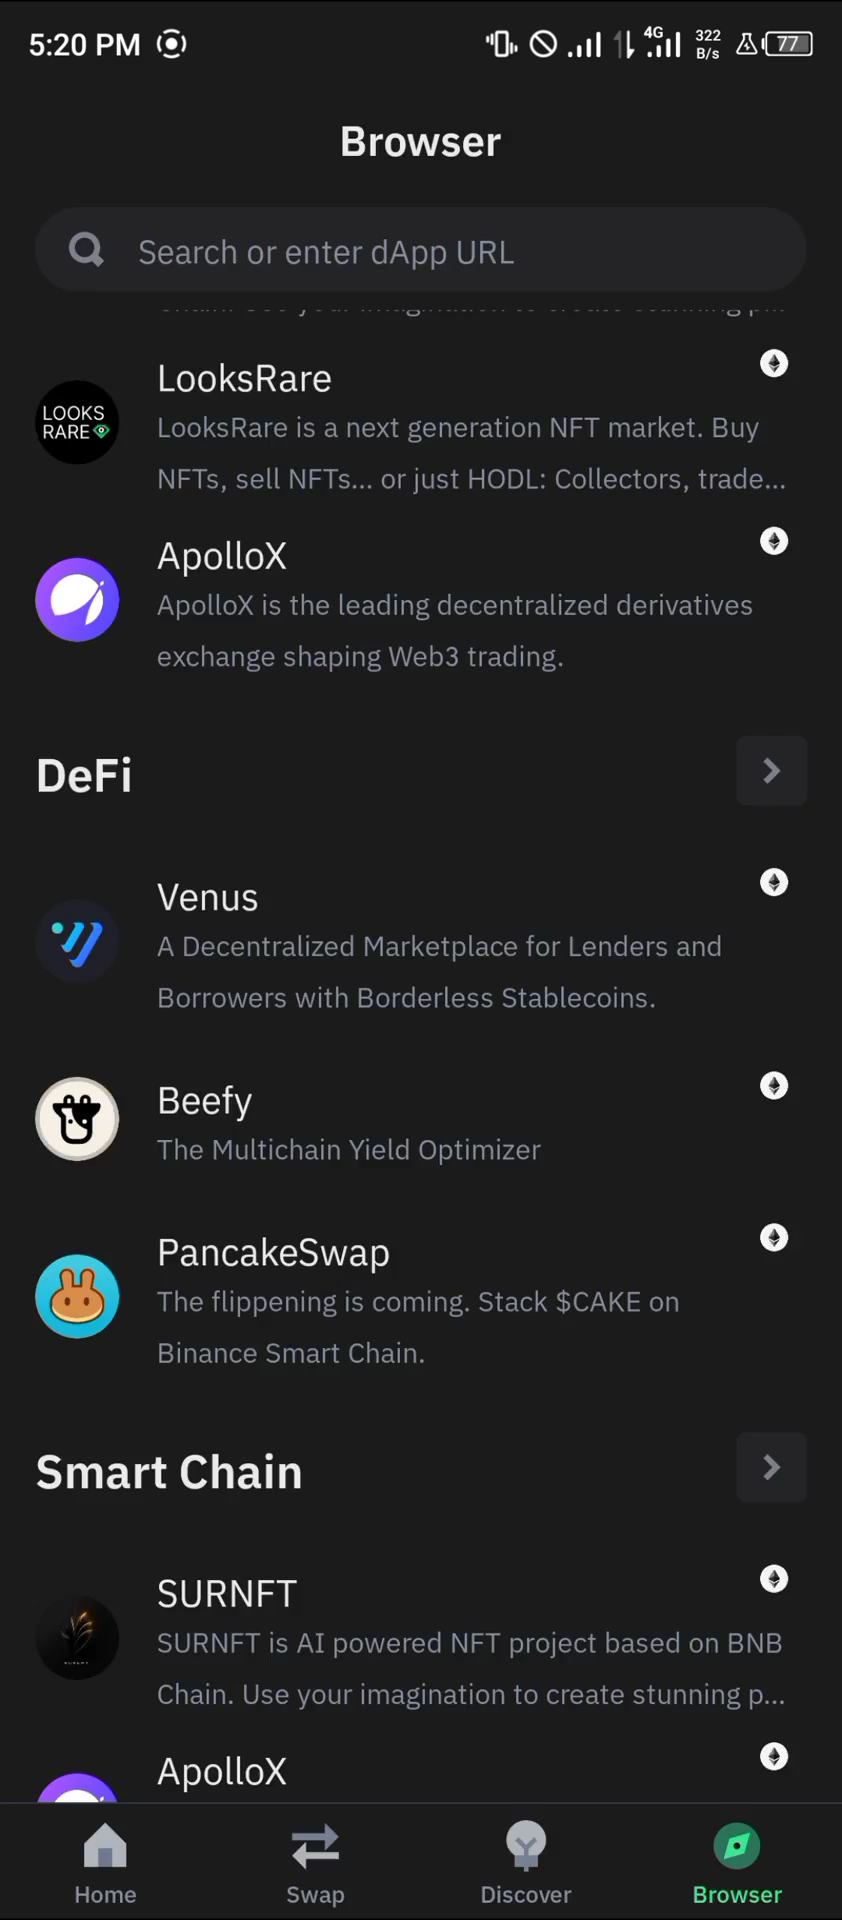 5:20 PM
4G
322
B/s
77
Browser
Search or enter dApp URL
LooksRare
LOOKS
RARE
LooksRare is a next generation NFT market. Buy
NFTs, sell NFTs... or just HODL: Collectors, trade...
ApolloX
ApolloX is the leading decentralized derivatives
exchange shaping Web3 trading.
DeFi
Venus
A Decentralized Marketplace for Lenders and
Borrowers with Borderless Stablecoins.
Beefy
The Multichain Yield Optimizer
PancakeSwap
The flippening is coming. Stack $CAKE on
Binance Smart Chain.
Smart Chain
SURNFT
SURNFT is AI powered NFT project based on BNB
Chain. Use your imagination to create stunning p...
ApolloX
Home
Swap
Discover
Browser